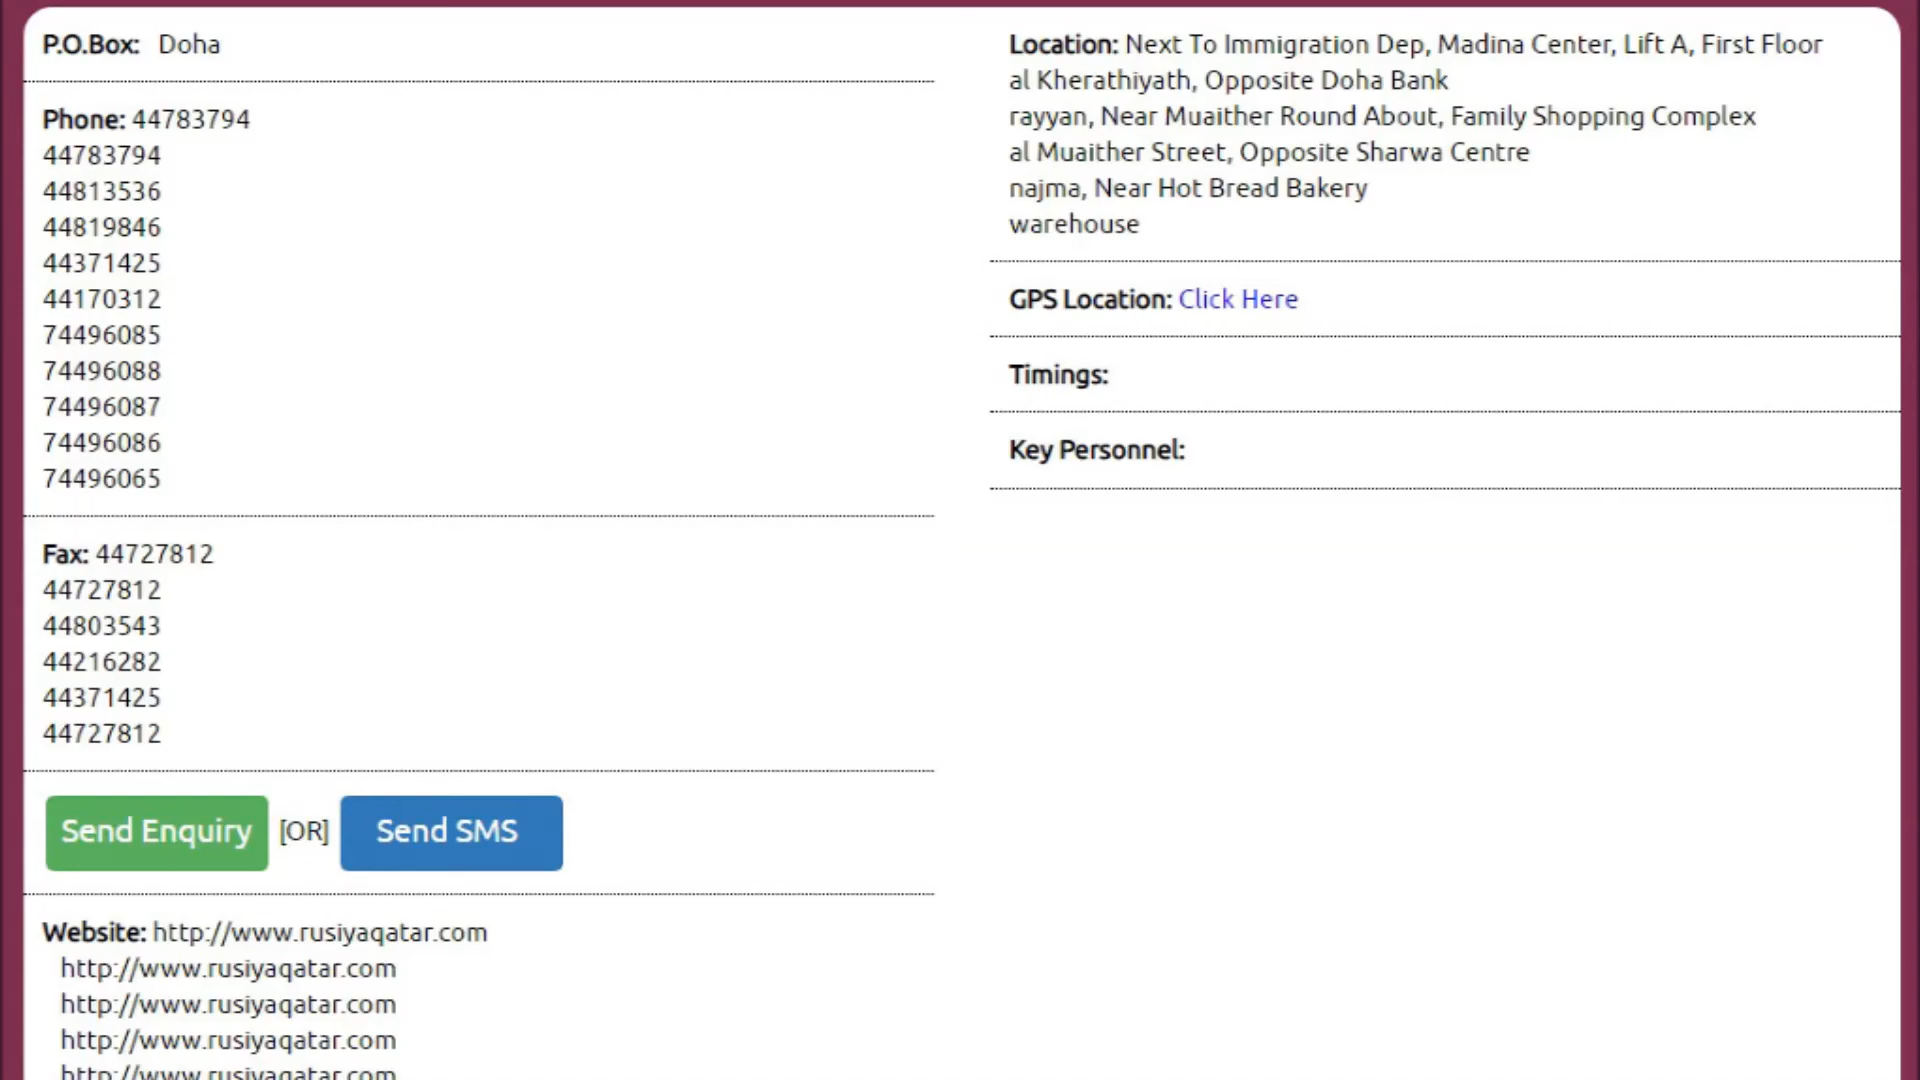 P.O.Box: Doha
Phone: 44783794
44783794
44813536
44819846
44371425
44170312
74496085
74496088
74496087
74496086
74496065
Fax: 44727812
44727812
44803543
44216282
44371425
44727812
Send Enquiry [OR] Send SMS
Website: http://www.rusiyaqatar.com
http://www.rusiyaqatar.com
http://www.rusiyaqatar.com
http://www.rusiyaqatar.com
http://www.rusiyaqatar.com
Location: Next To Immigration Dep, Madina Center, Lift A, First Floor
al Kherathiyath, Opposite Doha Bank
rayyan, Near Muaither Round About, Family Shopping Complex
al Muaither Street, Opposite Sharwa Centre
najma, Near Hot Bread Bakery
warehouse
GPS Location: Click Here
Timings:
Key Personnel: